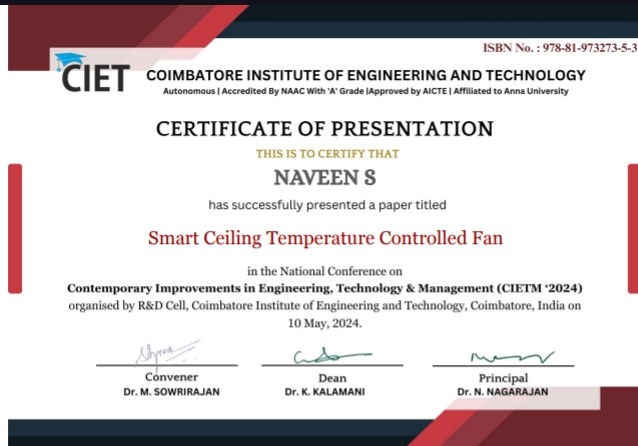 ISBN No. : 978-81-973273-5-3
CIET
COIMBATORE INSTITUTE OF ENGINEERING AND TECHNOLOGY
Autonomous | Accredited By NAAC With 'A' Grade |Approved by AICTE | Affiliated to Anna University
CERTIFICATE OF PRESENTATION
THIS IS TO CERTIFY THAT
NAVEEN S
has successfully presented a paper titled
Smart Ceiling Temperature Controlled Fan
in the National Conference on
Contemporary Improvements in Engineering, Technology & Management (CIETM ‘2024)
organised by R&D Cell, Coimbatore Institute of Engineering and Technology, Coimbatore, India on
10 May, 2024.
Convener Dean Principal
Dr. M. SOWRIRAJAN Dr. K. KALAMANI Dr. N. NAGARAJAN